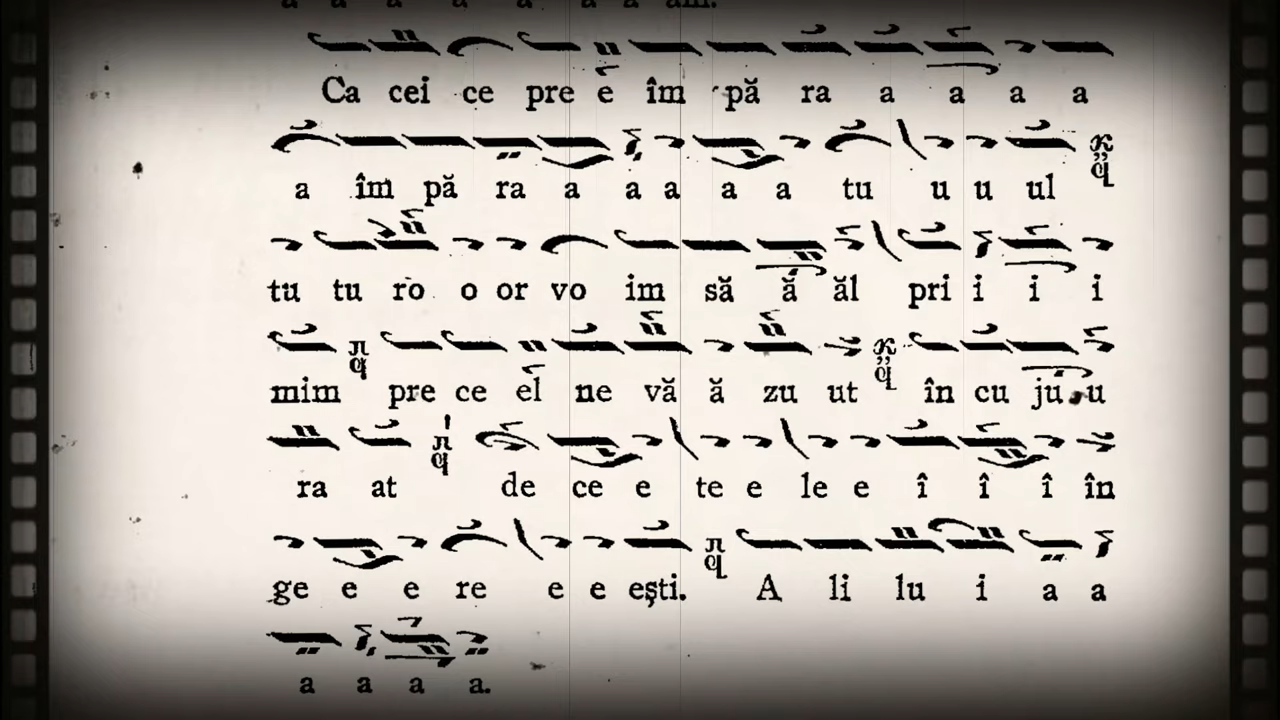 a a a a a a a am.
Ca cei ce pre e îm pă ra a a a a
a îm pă ra a a a a a tu u u ul
tu tu ro o or vo im să ă ăl pri i i i
mim pre ce el ne vă ă zu ut în cu ju u
ra at de ce e te e le e î î î în
ge e e re e e ești. A li lu i a a
a a a a.